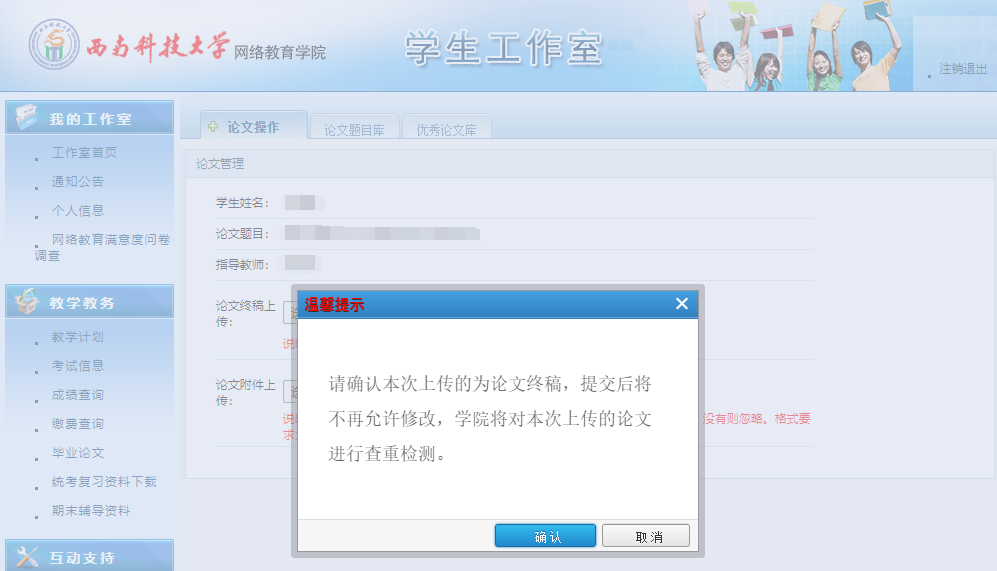 西南科技大学 网络教育学院
学生工作室
注销退出
我的工作室
工作室首页
通知公告
个人信息
网络教育满意度问卷
调查
教学教务
教学计划
考试信息
成绩查询
缴费查询
毕业论文
统考复习资料下载
期末辅导资料
互动支持
论文操作
论文题目库
优秀论文库
论文管理
学生姓名：
论文题目：
指导教师：
论文终稿上
传：
论文附件上
传：
没有则忽略。格式要
温馨提示
请确认本次上传的为论文终稿，提交后将
不再允许修改，学院将对本次上传的论文
进行查重检测。
确认
取消